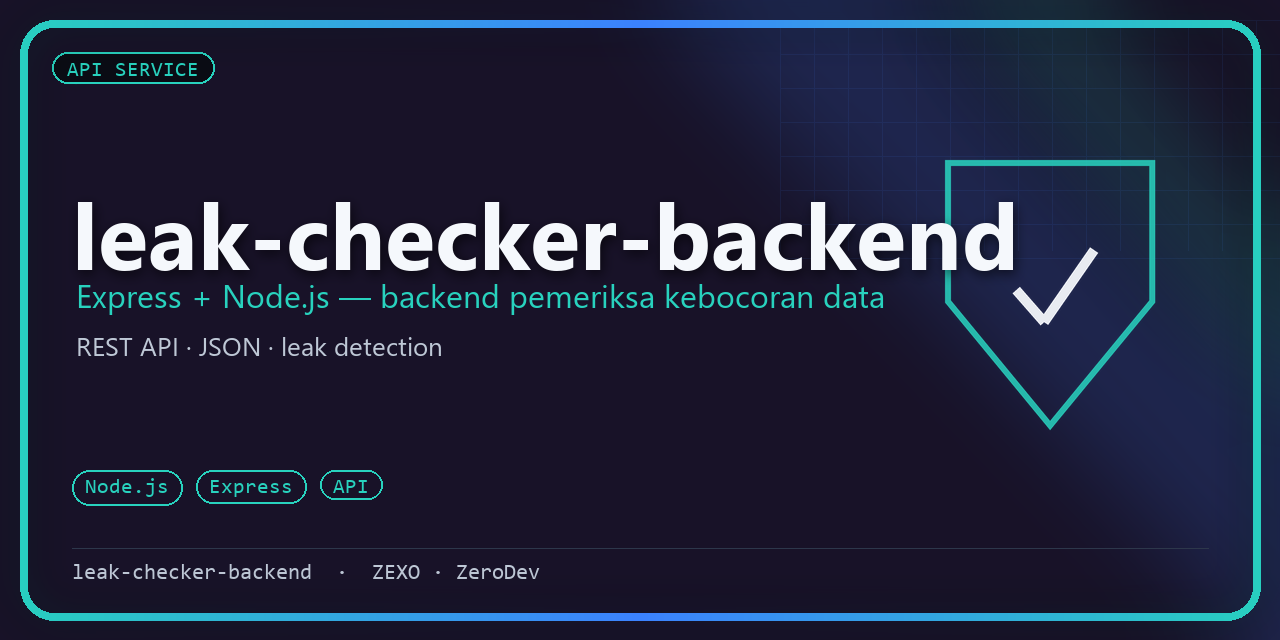 API SERVICE
leak-checker-backend
Express + Node.js — backend pemeriksa kebocoran data
REST API · JSON · leak detection
Node.js Express API
leak-checker-backend · ZEXO · ZeroDev